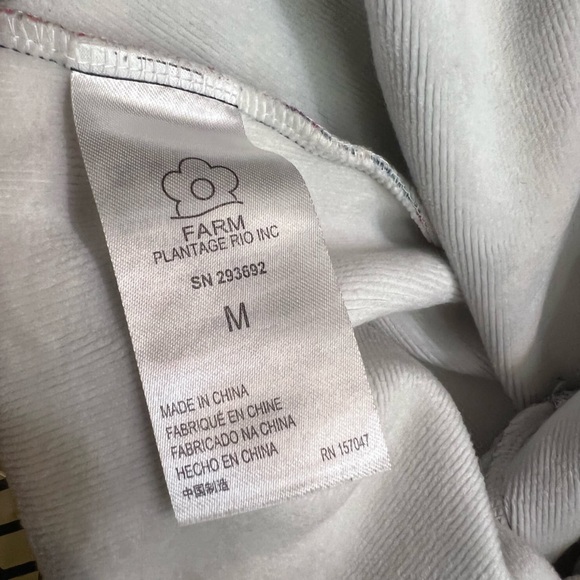 FARM
PLANTAGE RIO INC
SN 293692
M
MADE IN CHINA
FABRIQUÉ EN CHINE
FABRICADO NA CHINA
HECHO EN CHINA
中国制造
RN 157047